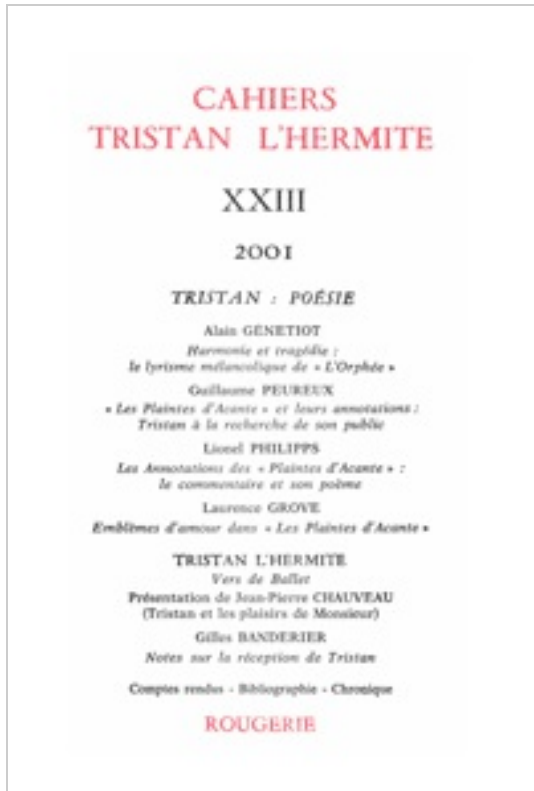 CAHIERS
TRISTAN L'HERMITE
XXIII
2001
TRISTAN : POÉSIE
Alain GÉNETIOT
Harmonie et tragédie :
le lyrisme mélancolique de « L'Orphée »
Guillaume PEUREUX
« Les Plaintes d'Acante » et leurs annotations :
Tristan à la recherche de son public
Lionel PHILIPPS
Les Annotations des « Plaintes d'Acante » :
le commentaire et son poème
Laurence GROVE
Emblèmes d'amour dans « Les Plaintes d'Acante »
TRISTAN L'HERMITE
Vers de Ballet
Présentation de Jean-Pierre CHAUVEAU
(Tristan et les plaisirs de Monsieur)
Gilles BANDERIER
Notes sur la réception de Tristan
Comptes rendus - Bibliographie - Chronique
ROUGERIE